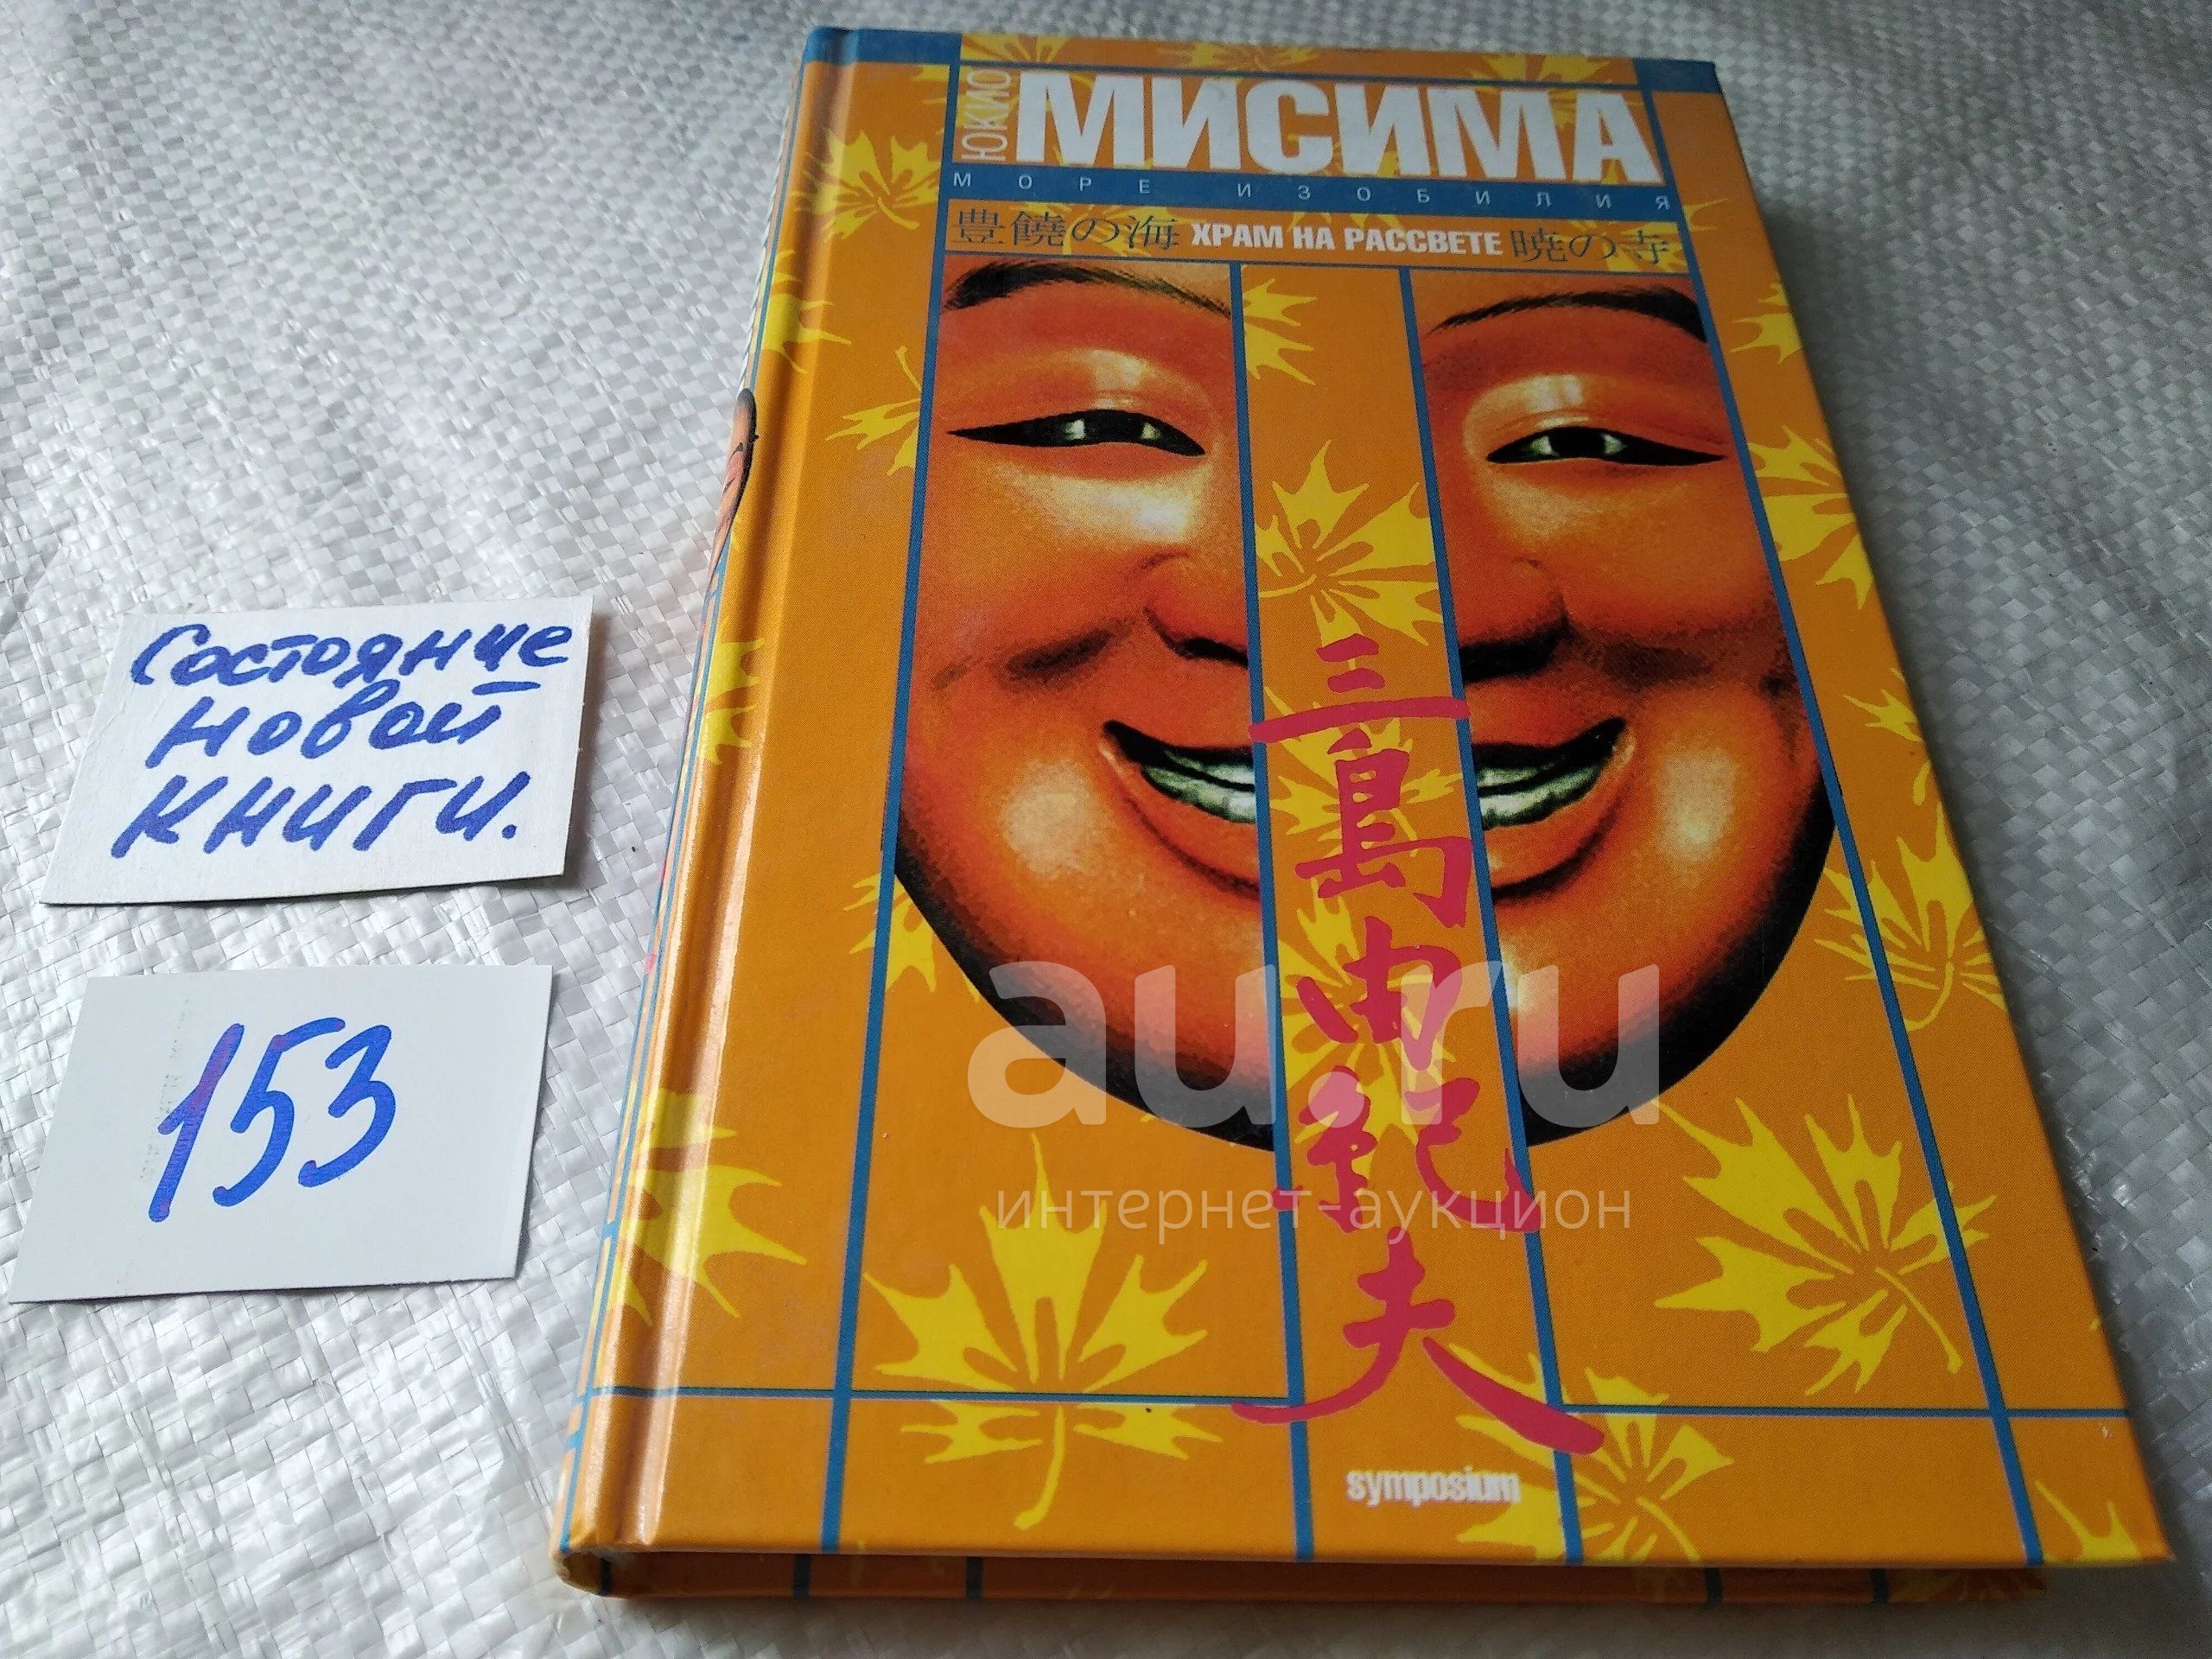 ЮКИО
МИСИМА
МОРЕ ИЗОБИЛИЯ
豊饒の海 ХРАМ НА РАССВЕТЕ 暁の寺
三島由紀夫
symposium
Состояние
новой
книги.
153
au.ru
интернет-аукцион